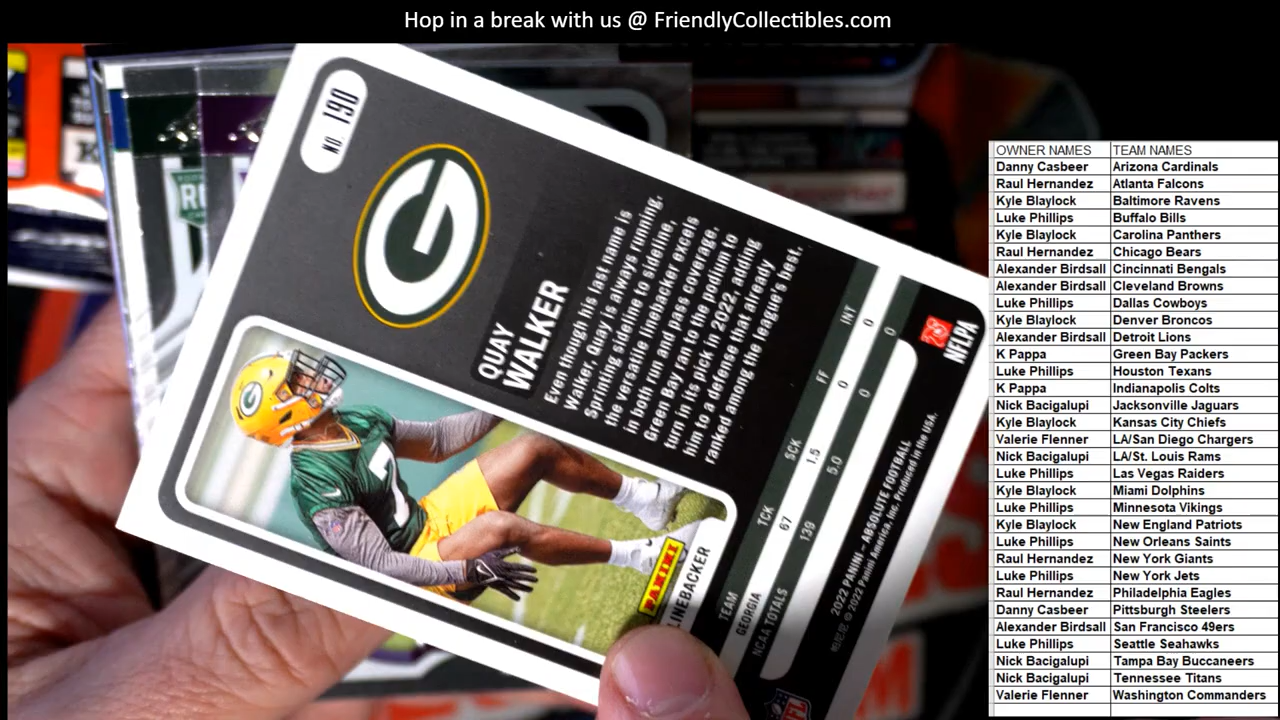 Hop in a break with us @ FriendlyCollectibles.com
NO. 190
G
QUAY
WALKER
Even though his last name is
Walker, Quay is always running.
Sprinting sideline to sideline,
the versatile linebacker excels
in both run and pass coverage.
Green Bay ran to the podium to
turn in its pick in 2022, adding
him to a defense that already
ranked among the league's best.
PANINI
LINEBACKER
TEAM TCK SCK FF INT
GEORGIA 67 1.5 0 0
NCAA TOTALS 139 5.0 0 0
2022 PANINI – ABSOLUTE FOOTBALL
© 2022 Panini America, Inc. Produced in the USA.
NFLPA
NFL
OWNER NAMES TEAM NAMES
Danny Casbeer Arizona Cardinals
Raul Hernandez Atlanta Falcons
Kyle Blaylock Baltimore Ravens
Luke Phillips Buffalo Bills
Kyle Blaylock Carolina Panthers
Raul Hernandez Chicago Bears
Alexander Birdsall Cincinnati Bengals
Alexander Birdsall Cleveland Browns
Luke Phillips Dallas Cowboys
Kyle Blaylock Denver Broncos
Alexander Birdsall Detroit Lions
K Pappa Green Bay Packers
Luke Phillips Houston Texans
K Pappa Indianapolis Colts
Nick Bacigalupi Jacksonville Jaguars
Kyle Blaylock Kansas City Chiefs
Valerie Flenner LA/San Diego Chargers
Nick Bacigalupi LA/St. Louis Rams
Luke Phillips Las Vegas Raiders
Kyle Blaylock Miami Dolphins
Luke Phillips Minnesota Vikings
Kyle Blaylock New England Patriots
Luke Phillips New Orleans Saints
Raul Hernandez New York Giants
Luke Phillips New York Jets
Raul Hernandez Philadelphia Eagles
Danny Casbeer Pittsburgh Steelers
Alexander Birdsall San Francisco 49ers
Luke Phillips Seattle Seahawks
Nick Bacigalupi Tampa Bay Buccaneers
Nick Bacigalupi Tennessee Titans
Valerie Flenner Washington Commanders